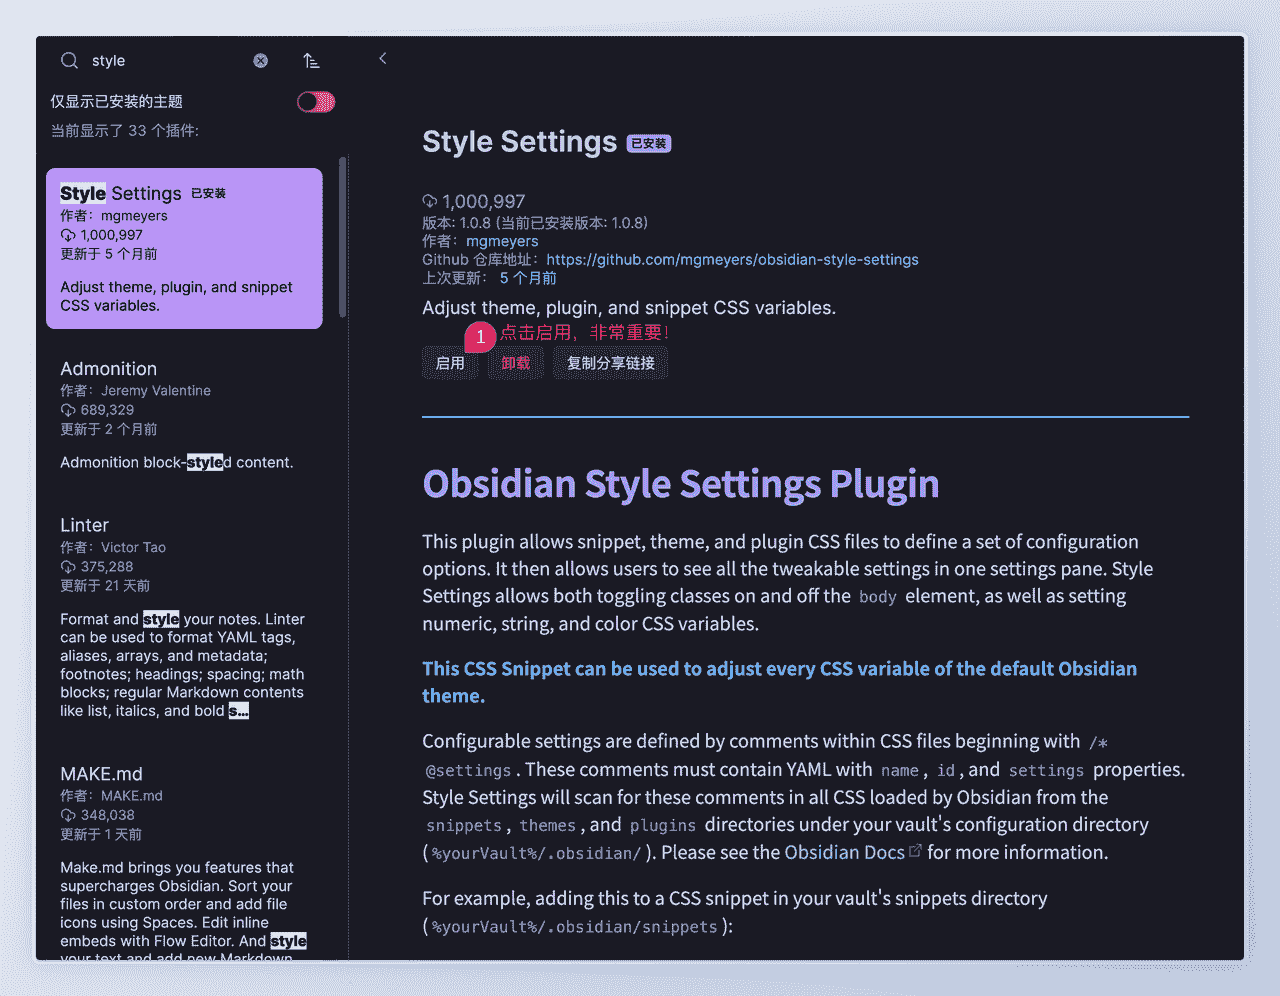 style
仅显示已安装的主题
当前显示了 33 个插件:
Style Settings 已安装
作者：mgmeyers
1,000,997
更新于 5 个月前
Adjust theme, plugin, and snippet
CSS variables.
Admonition
作者：Jeremy Valentine
689,329
更新于 2 个月前
Admonition block-styled content.
Linter
作者：Victor Tao
375,288
更新于 21 天前
Format and style your notes. Linter
can be used to format YAML tags,
aliases, arrays, and metadata;
footnotes; headings; spacing; math
blocks; regular Markdown contents
like list, italics, and bold s...
MAKE.md
作者：MAKE.md
348,038
更新于 1 天前
Make.md brings you features that
supercharges Obsidian. Sort your
files in custom order and add file
icons using Spaces. Edit inline
embeds with Flow Editor. And style
your text and add new Markdown
Style Settings 已安装
1,000,997
版本: 1.0.8 (当前已安装版本: 1.0.8)
作者：mgmeyers
Github 仓库地址：https://github.com/mgmeyers/obsidian-style-settings
上次更新： 5 个月前
Adjust theme, plugin, and snippet CSS variables.
1 点击启用，非常重要！
启用 卸载 复制分享链接
Obsidian Style Settings Plugin
This plugin allows snippet, theme, and plugin CSS files to define a set of configuration
options. It then allows users to see all the tweakable settings in one settings pane. Style
Settings allows both toggling classes on and off the body element, as well as setting
numeric, string, and color CSS variables.
This CSS Snippet can be used to adjust every CSS variable of the default Obsidian
theme.
Configurable settings are defined by comments within CSS files beginning with /*
@settings. These comments must contain YAML with name, id, and settings properties.
Style Settings will scan for these comments in all CSS loaded by Obsidian from the
snippets, themes, and plugins directories under your vault's configuration directory
(%yourVault%/.obsidian/). Please see the Obsidian Docs for more information.
For example, adding this to a CSS snippet in your vault's snippets directory
(%yourVault%/.obsidian/snippets):